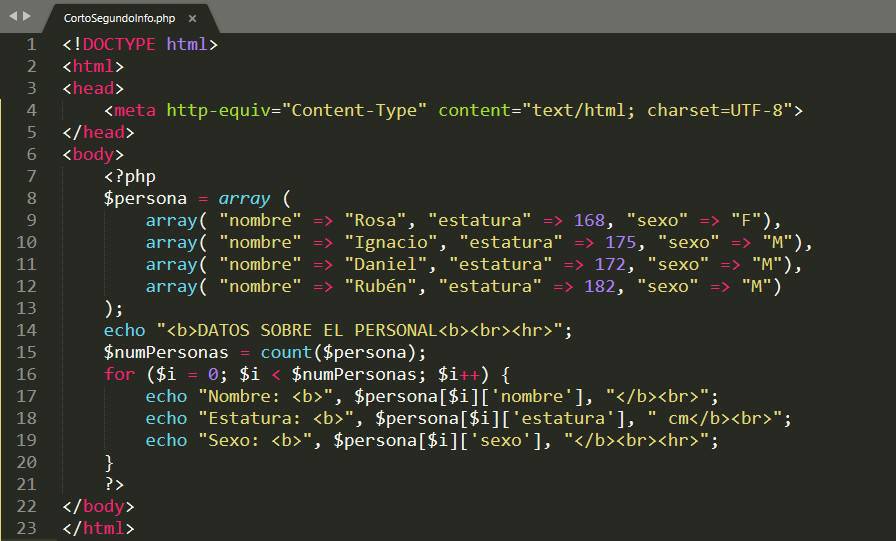 CortoSegundoInfo.php ×
1 <!DOCTYPE html>
2 <html>
3 <head>
4     <meta http-equiv="Content-Type" content="text/html; charset=UTF-8">
5 </head>
6 <body>
7     <?php
8     $persona = array (
9         array( "nombre" => "Rosa", "estatura" => 168, "sexo" => "F"),
10         array( "nombre" => "Ignacio", "estatura" => 175, "sexo" => "M"),
11         array( "nombre" => "Daniel", "estatura" => 172, "sexo" => "M"),
12         array( "nombre" => "Rubén", "estatura" => 182, "sexo" => "M")
13     );
14     echo "<b>DATOS SOBRE EL PERSONAL<b><br><hr>";
15     $numPersonas = count($persona);
16     for ($i = 0; $i < $numPersonas; $i++) {
17         echo "Nombre: <b>", $persona[$i]['nombre'], "</b><br>";
18         echo "Estatura: <b>", $persona[$i]['estatura'], " cm</b><br>";
19         echo "Sexo: <b>", $persona[$i]['sexo'], "</b><br><hr>";
20     }
21     ?>
22 </body>
23 </html>